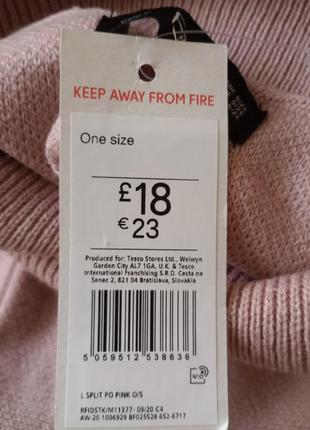 KEEP AWAY FROM FIRE
One size
£18
€23
Produced for: Tesco Stores Ltd., Welwyn
Garden City AL7 1GA, U.K. & Tesco
International Franchising S.R.O. Cesta na
Senec 2, 821 04 Bratislava, Slovakia
5 059512 538636
L SPLIT PO PINK O/S
RFIDSTK/M11377- 09/20 C4
AW-20 1006929 BF025528 652-6717